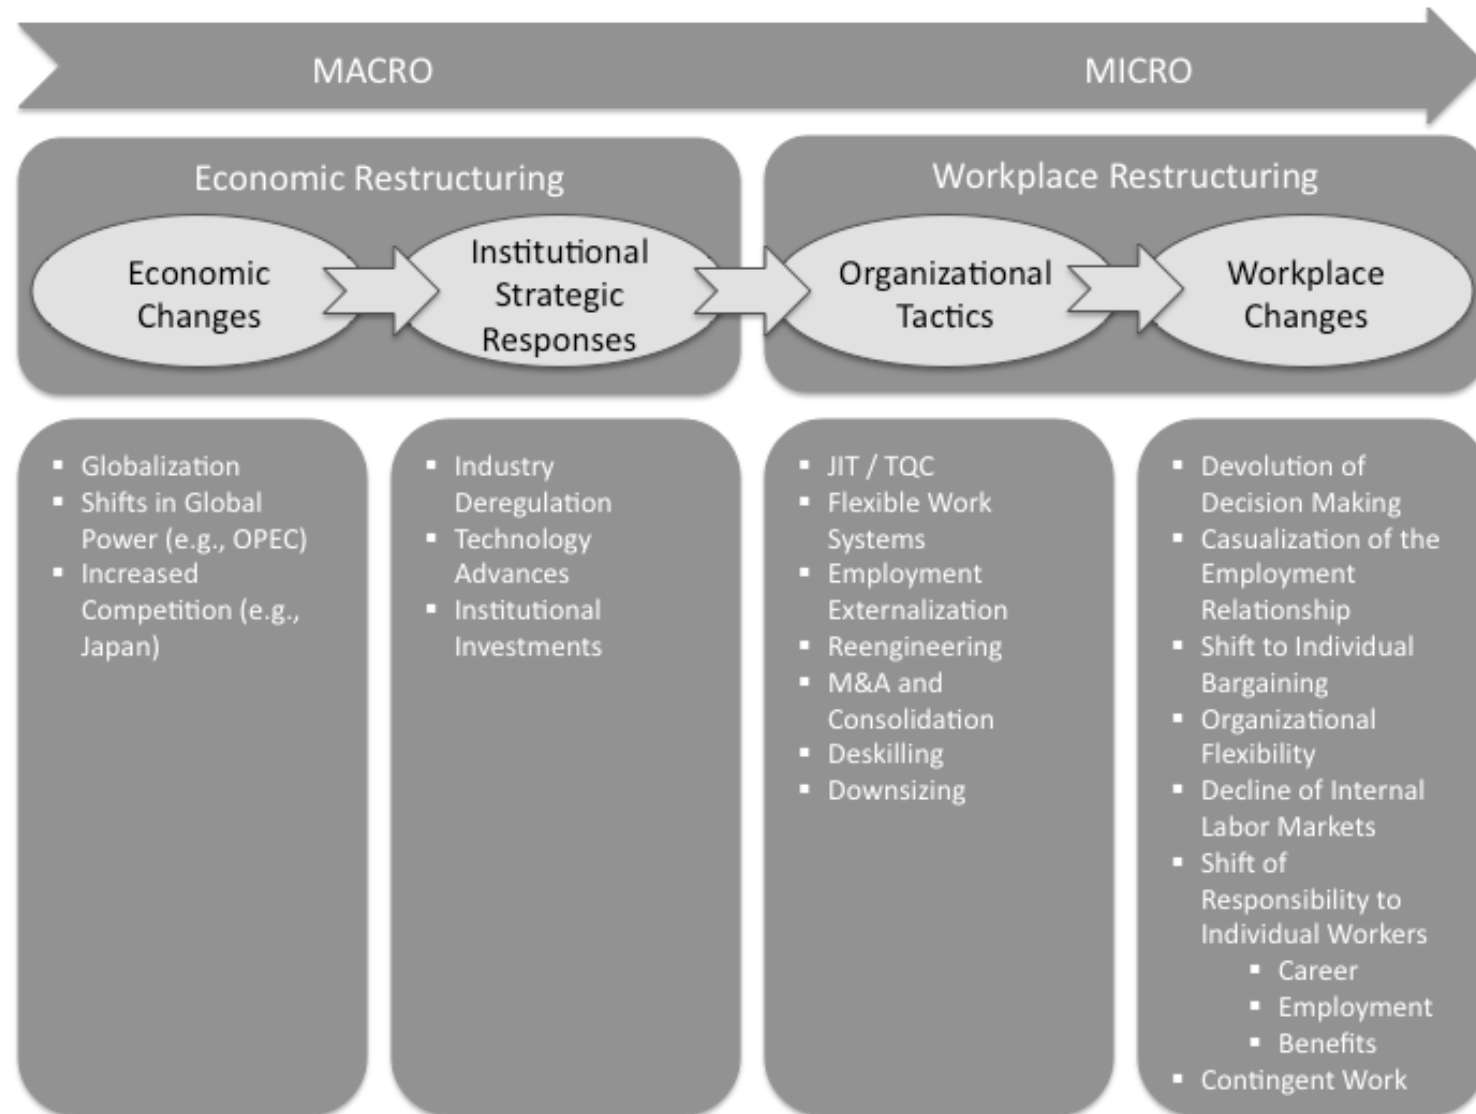 MACRO
MICRO
Economic Restructuring
Economic
Changes
Institutional
Strategic
Responses
Workplace Restructuring
Organizational
Tactics
Workplace
Changes
▪ Globalization
▪ Shifts in Global
Power (e.g., OPEC)
▪ Increased
Competition (e.g.,
Japan)
▪ Industry
Deregulation
▪ Technology
Advances
▪ Institutional
Investments
▪ JIT / TQC
▪ Flexible Work
Systems
▪ Employment
Externalization
▪ Reengineering
▪ M&A and
Consolidation
▪ Deskilling
▪ Downsizing
▪ Devolution of
Decision Making
▪ Casualization of the
Employment
Relationship
▪ Shift to Individual
Bargaining
▪ Organizational
Flexibility
▪ Decline of Internal
Labor Markets
▪ Shift of
Responsibility to
Individual Workers
▪ Career
▪ Employment
▪ Benefits
▪ Contingent Work